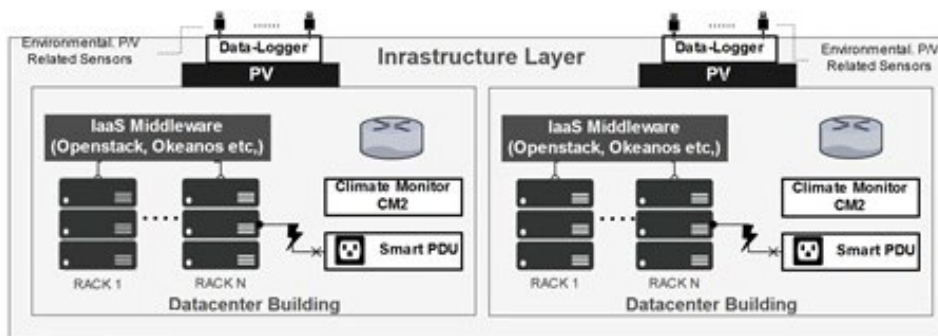 Environmental. P/V
Related Sensors
Data-Logger
PV
Inrastructure Layer
Data-Logger
PV
Environmental. P/V
Related Sensors
IaaS Middleware
(Openstack, Okeanos etc,)
Climate Monitor
CM2
Smart PDU
RACK 1
RACK N
Datacenter Building
IaaS Middleware
(Openstack, Okeanos etc,)
Climate Monitor
CM2
Smart PDU
RACK 1
RACK N
Datacenter Building